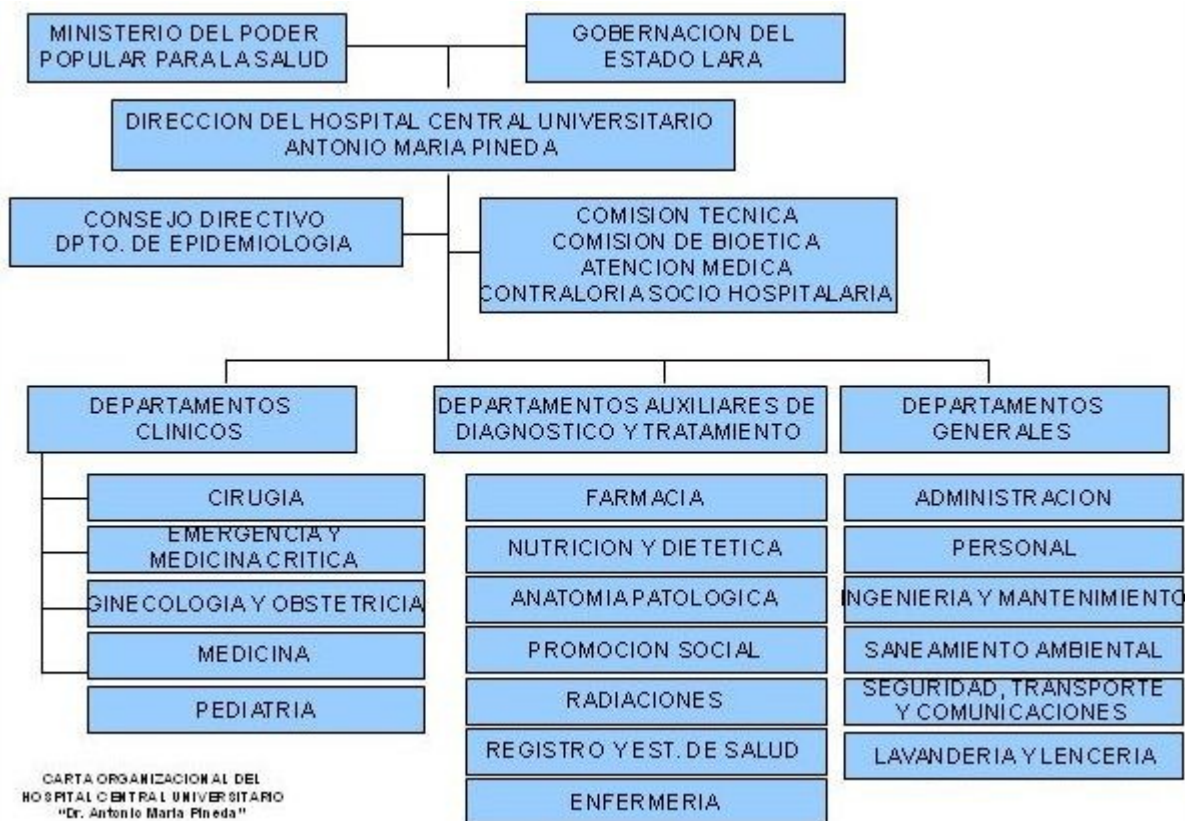 MINISTERIO DEL PODER
POPULAR PARA LA SALUD
GOBERNACION DEL
ESTADO LARA
DIRECCION DEL HOSPITAL CENTRAL UNIVERSITARIO
ANTONIO MARIA PINEDA
CONSEJO DIRECTIVO
DPTO. DE EPIDEMIOLOGIA
COMISION TECNICA
COMISION DE BIOETICA
ATENCION MEDICA
CONTRALORIA SOCIO HOSPITALARIA
DEPARTAMENTOS
CLINICOS
CIRUGIA
EMERGENCIA Y
MEDICINA CRITICA
GINECOLOGIA Y OBSTETRICIA
MEDICINA
PEDIATRIA
DEPARTAMENTOS AUXILIARES DE
DIAGNOSTICO Y TRATAMIENTO
FARMACIA
NUTRICION Y DIETETICA
ANATOMIA PATOLOGICA
PROMOCION SOCIAL
RADIACIONES
REGISTRO Y EST. DE SALUD
ENFERMERIA
DEPARTAMENTOS
GENERALES
ADMINISTRACION
PERSONAL
INGENIERIA Y MANTENIMIENTO
SANEAMIENTO AMBIENTAL
SEGURIDAD, TRANSPORTE
Y COMUNICACIONES
LAVANDERIA Y LENCERIA
CARTA ORGANIZACIONAL DEL
HOSPITAL CENTRAL UNIVERSITARIO
"Dr. Antonio Maria Pineda"